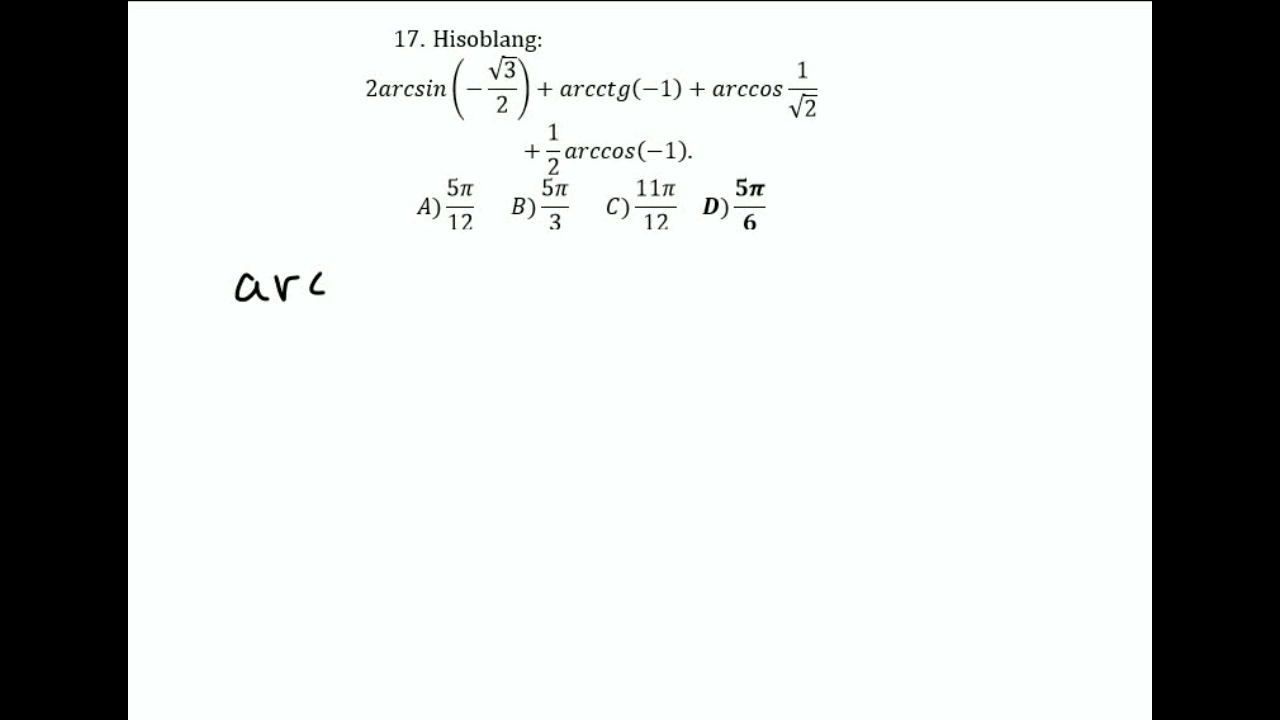 17. Hisoblang:
2arcsin(−√3/2) + arcctg(−1) + arccos 1/√2
+ 1/2 arccos(−1).
A) 5π/12 B) 5π/3 C) 11π/12 D) 5π/6
arc